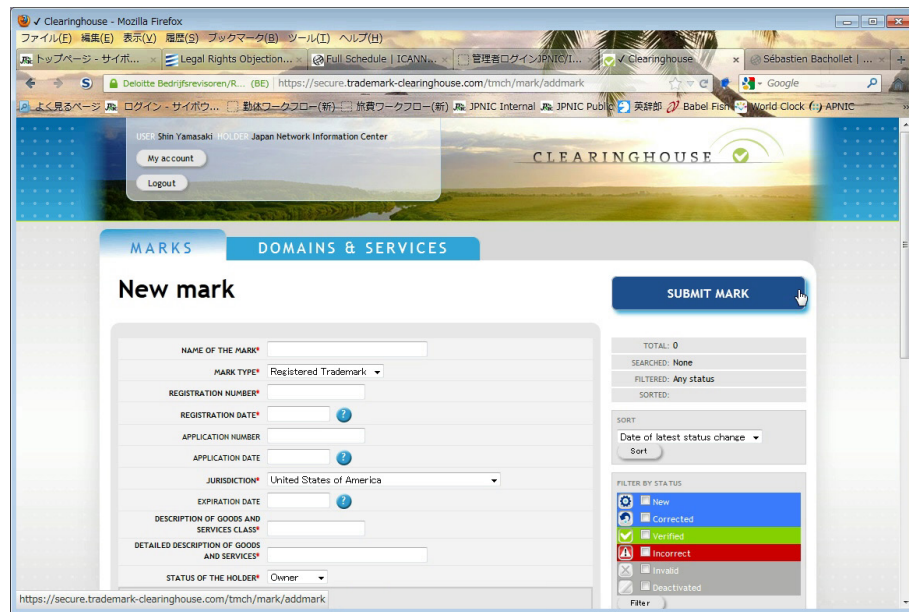 ✓ Clearinghouse - Mozilla Firefox
ファイル(F) 編集(E) 表示(V) 履歴(S) ブックマーク(B) ツール(T) ヘルプ(H)
トップページ - サイボ... Legal Rights Objection... Full Schedule | ICANN... 管理者ログインJPNIC/I... ✓ Clearinghouse Sébastien Bachollet | ...
Deloitte Bedrijfsrevisoren/R... (BE) https://secure.trademark-clearinghouse.com/tmch/mark/addmark Google
よく見るページ ログイン - サイボウ... 勤休ワークフロー(新) 旅費ワークフロー(新) JPNIC Internal JPNIC Public 英辞郎 Babel Fish World Clock APNIC
USER Shin Yamasaki HOLDER Japan Network Information Center
My account
CLEARINGHOUSE
Logout
MARKS DOMAINS & SERVICES
New mark
SUBMIT MARK
NAME OF THE MARK*
MARK TYPE* Registered Trademark
REGISTRATION NUMBER*
REGISTRATION DATE* ?
APPLICATION NUMBER
APPLICATION DATE ?
JURISDICTION* United States of America
EXPIRATION DATE ?
DESCRIPTION OF GOODS AND
SERVICES CLASS*
DETAILED DESCRIPTION OF GOODS
AND SERVICES*
STATUS OF THE HOLDER* Owner
TOTAL: 0
SEARCHED: None
FILTERED: Any status
SORTED:
SORT
Date of latest status change
Sort
FILTER BY STATUS
New
Corrected
Verified
Incorrect
Invalid
Deactivated
Filter
https://secure.trademark-clearinghouse.com/tmch/mark/addmark